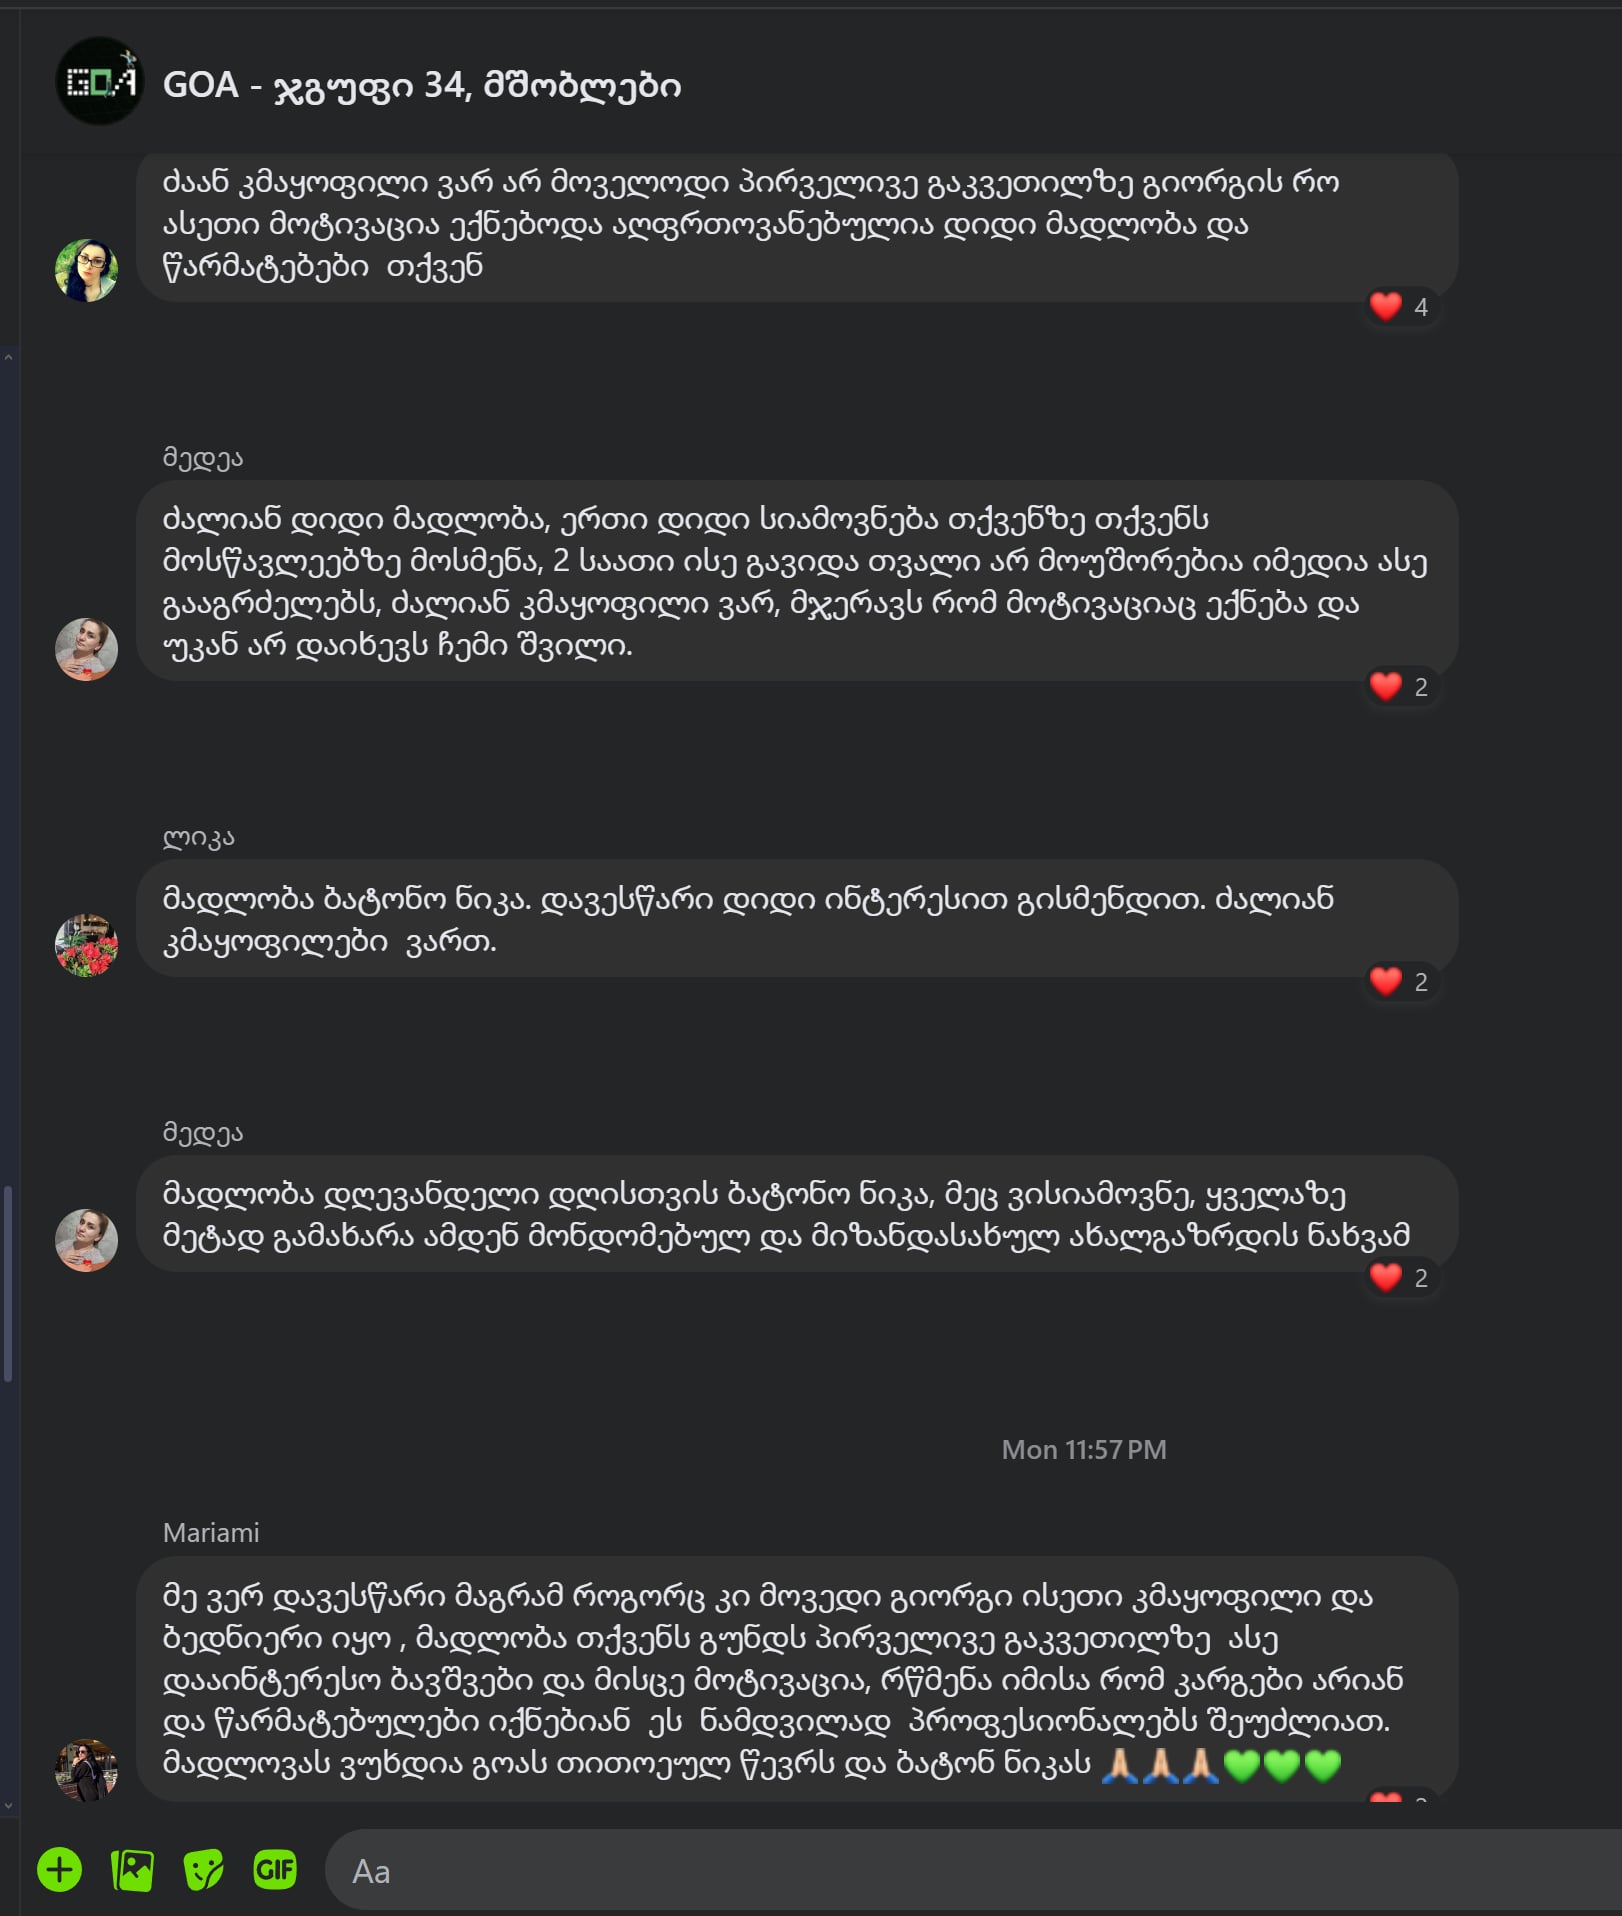 GOA
GOA - ჯგუფი 34, მშობლები
ძაან კმაყოფილი ვარ არ მოველოდი პირველივე გაკვეთილზე გიორგის რო
ასეთი მოტივაცია ექნებოდა აღფრთოვანებულია დიდი მადლობა და
წარმატებები თქვენ
4
მედეა
ძალიან დიდი მადლობა, ერთი დიდი სიამოვნება თქვენზე თქვენს
მოსწავლეებზე მოსმენა, 2 საათი ისე გავიდა თვალი არ მოუშორებია იმედია ასე
გააგრძელებს, ძალიან კმაყოფილი ვარ, მჯერავს რომ მოტივაციაც ექნება და
უკან არ დაიხევს ჩემი შვილი.
2
ლიკა
მადლობა ბატონო ნიკა. დავესწარი დიდი ინტერესით გისმენდით. ძალიან
კმაყოფილები ვართ.
2
მედეა
მადლობა დღევანდელი დღისთვის ბატონო ნიკა, მეც ვისიამოვნე, ყველაზე
მეტად გამახარა ამდენ მონდომებულ და მიზანდასახულ ახალგაზრდის ნახვამ
2
Mon 11:57 PM
Mariami
მე ვერ დავესწარი მაგრამ როგორც კი მოვედი გიორგი ისეთი კმაყოფილი და
ბედნიერი იყო , მადლობა თქვენს გუნდს პირველივე გაკვეთილზე ასე
დააინტერესო ბავშვები და მისცე მოტივაცია, რწმენა იმისა რომ კარგები არიან
და წარმატებულები იქნებიან ეს ნამდვილად პროფესიონალებს შეუძლიათ.
მადლოვას ვუხდია გოას თითოეულ წევრს და ბატონ ნიკას 🙏🏻🙏🏻🙏🏻💚💚💚
GIF
Aa